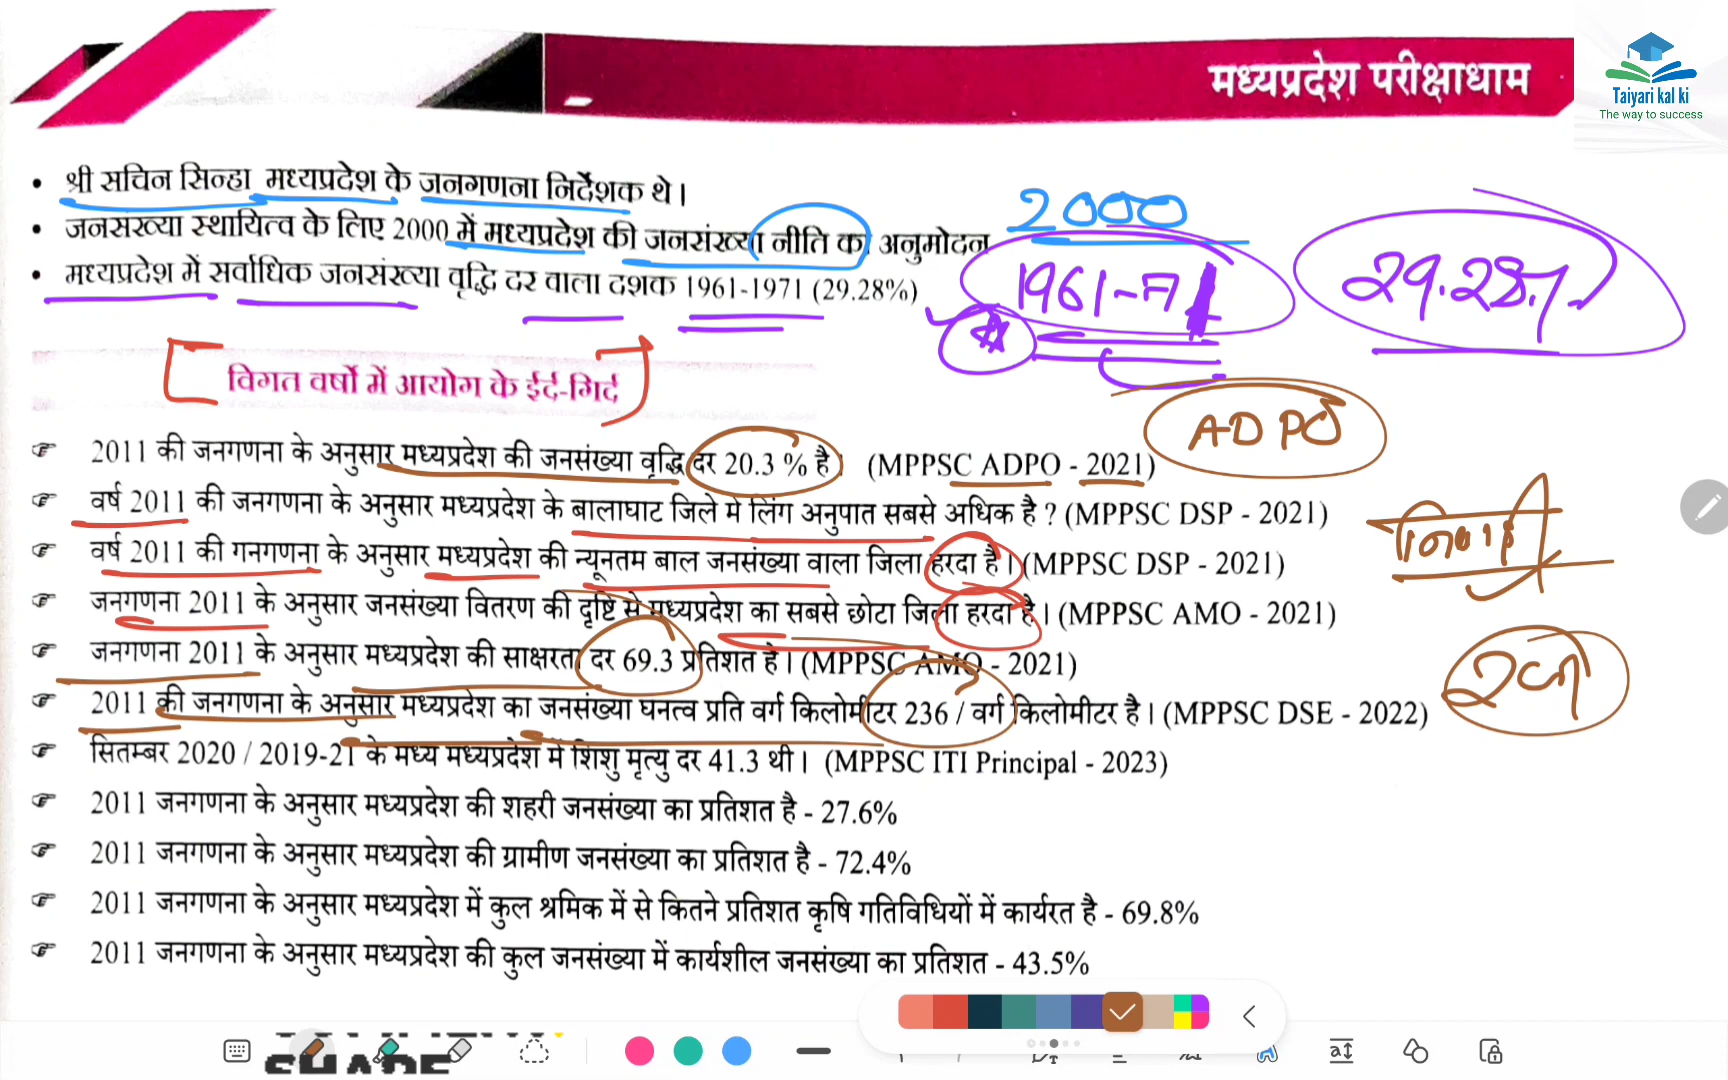 मध्यप्रदेश परीक्षाधाम
Taiyari kal ki
The way to success
• श्री सचिन सिन्हा मध्यप्रदेश के जनगणना निर्देशक थे।
• जनसख्या स्थायित्व के लिए 2000 में मध्यप्रदेश की जनसंख्या नीति का अनुमोदन
2000
• मध्यप्रदेश में सर्वाधिक जनसंख्या वृद्धि दर वाला दशक 1961-1971 (29.28%)
1961-71
29.28%
विगत वर्षो में आयोग के ईर्द-गिर्द
ADPO
☞ 2011 की जनगणना के अनुसार मध्यप्रदेश की जनसंख्या वृद्धि दर 20.3 % है (MPPSC ADPO - 2021)
☞ वर्ष 2011 की जनगणना के अनुसार मध्यप्रदेश के बालाघाट जिले मे लिंग अनुपात सबसे अधिक है ? (MPPSC DSP - 2021)
☞ वर्ष 2011 की गनगणना के अनुसार मध्यप्रदेश की न्यूनतम बाल जनसंख्या वाला जिला हरदा है। (MPPSC DSP - 2021)
☞ जनगणना 2011 के अनुसार जनसंख्या वितरण की दृष्टि से मध्यप्रदेश का सबसे छोटा जिला हरदा है। (MPPSC AMO - 2021)
☞ जनगणना 2011 के अनुसार मध्यप्रदेश की साक्षरता दर 69.3 प्रतिशत है। (MPPSC AMO - 2021)
☞ 2011 की जनगणना के अनुसार मध्यप्रदेश का जनसंख्या घनत्व प्रति वर्ग किलोमीटर 236 / वर्ग किलोमीटर है। (MPPSC DSE - 2022)
☞ सितम्बर 2020 / 2019-21 के मध्य मध्यप्रदेश में शिशु मृत्यु दर 41.3 थी। (MPPSC ITI Principal - 2023)
☞ 2011 जनगणना के अनुसार मध्यप्रदेश की शहरी जनसंख्या का प्रतिशत है - 27.6%
☞ 2011 जनगणना के अनुसार मध्यप्रदेश की ग्रामीण जनसंख्या का प्रतिशत है - 72.4%
☞ 2011 जनगणना के अनुसार मध्यप्रदेश में कुल श्रमिक में से कितने प्रतिशत कृषि गतिविधियों में कार्यरत है - 69.8%
☞ 2011 जनगणना के अनुसार मध्यप्रदेश की कुल जनसंख्या में कार्यशील जनसंख्या का प्रतिशत - 43.5%